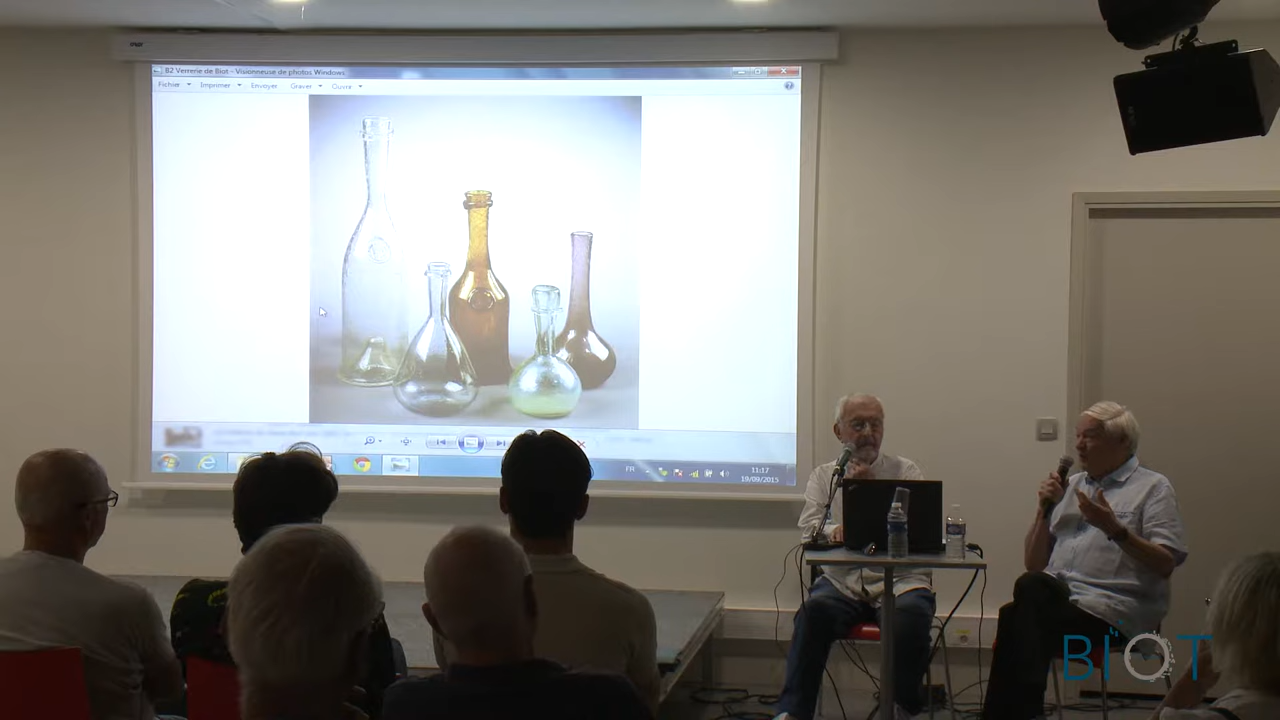 B2 Verrerie de Biot - Visionneuse de photos Windows
Fichier Imprimer Envoyer Graver Ouvrir
FR 11:17
19/09/2015
BIOT